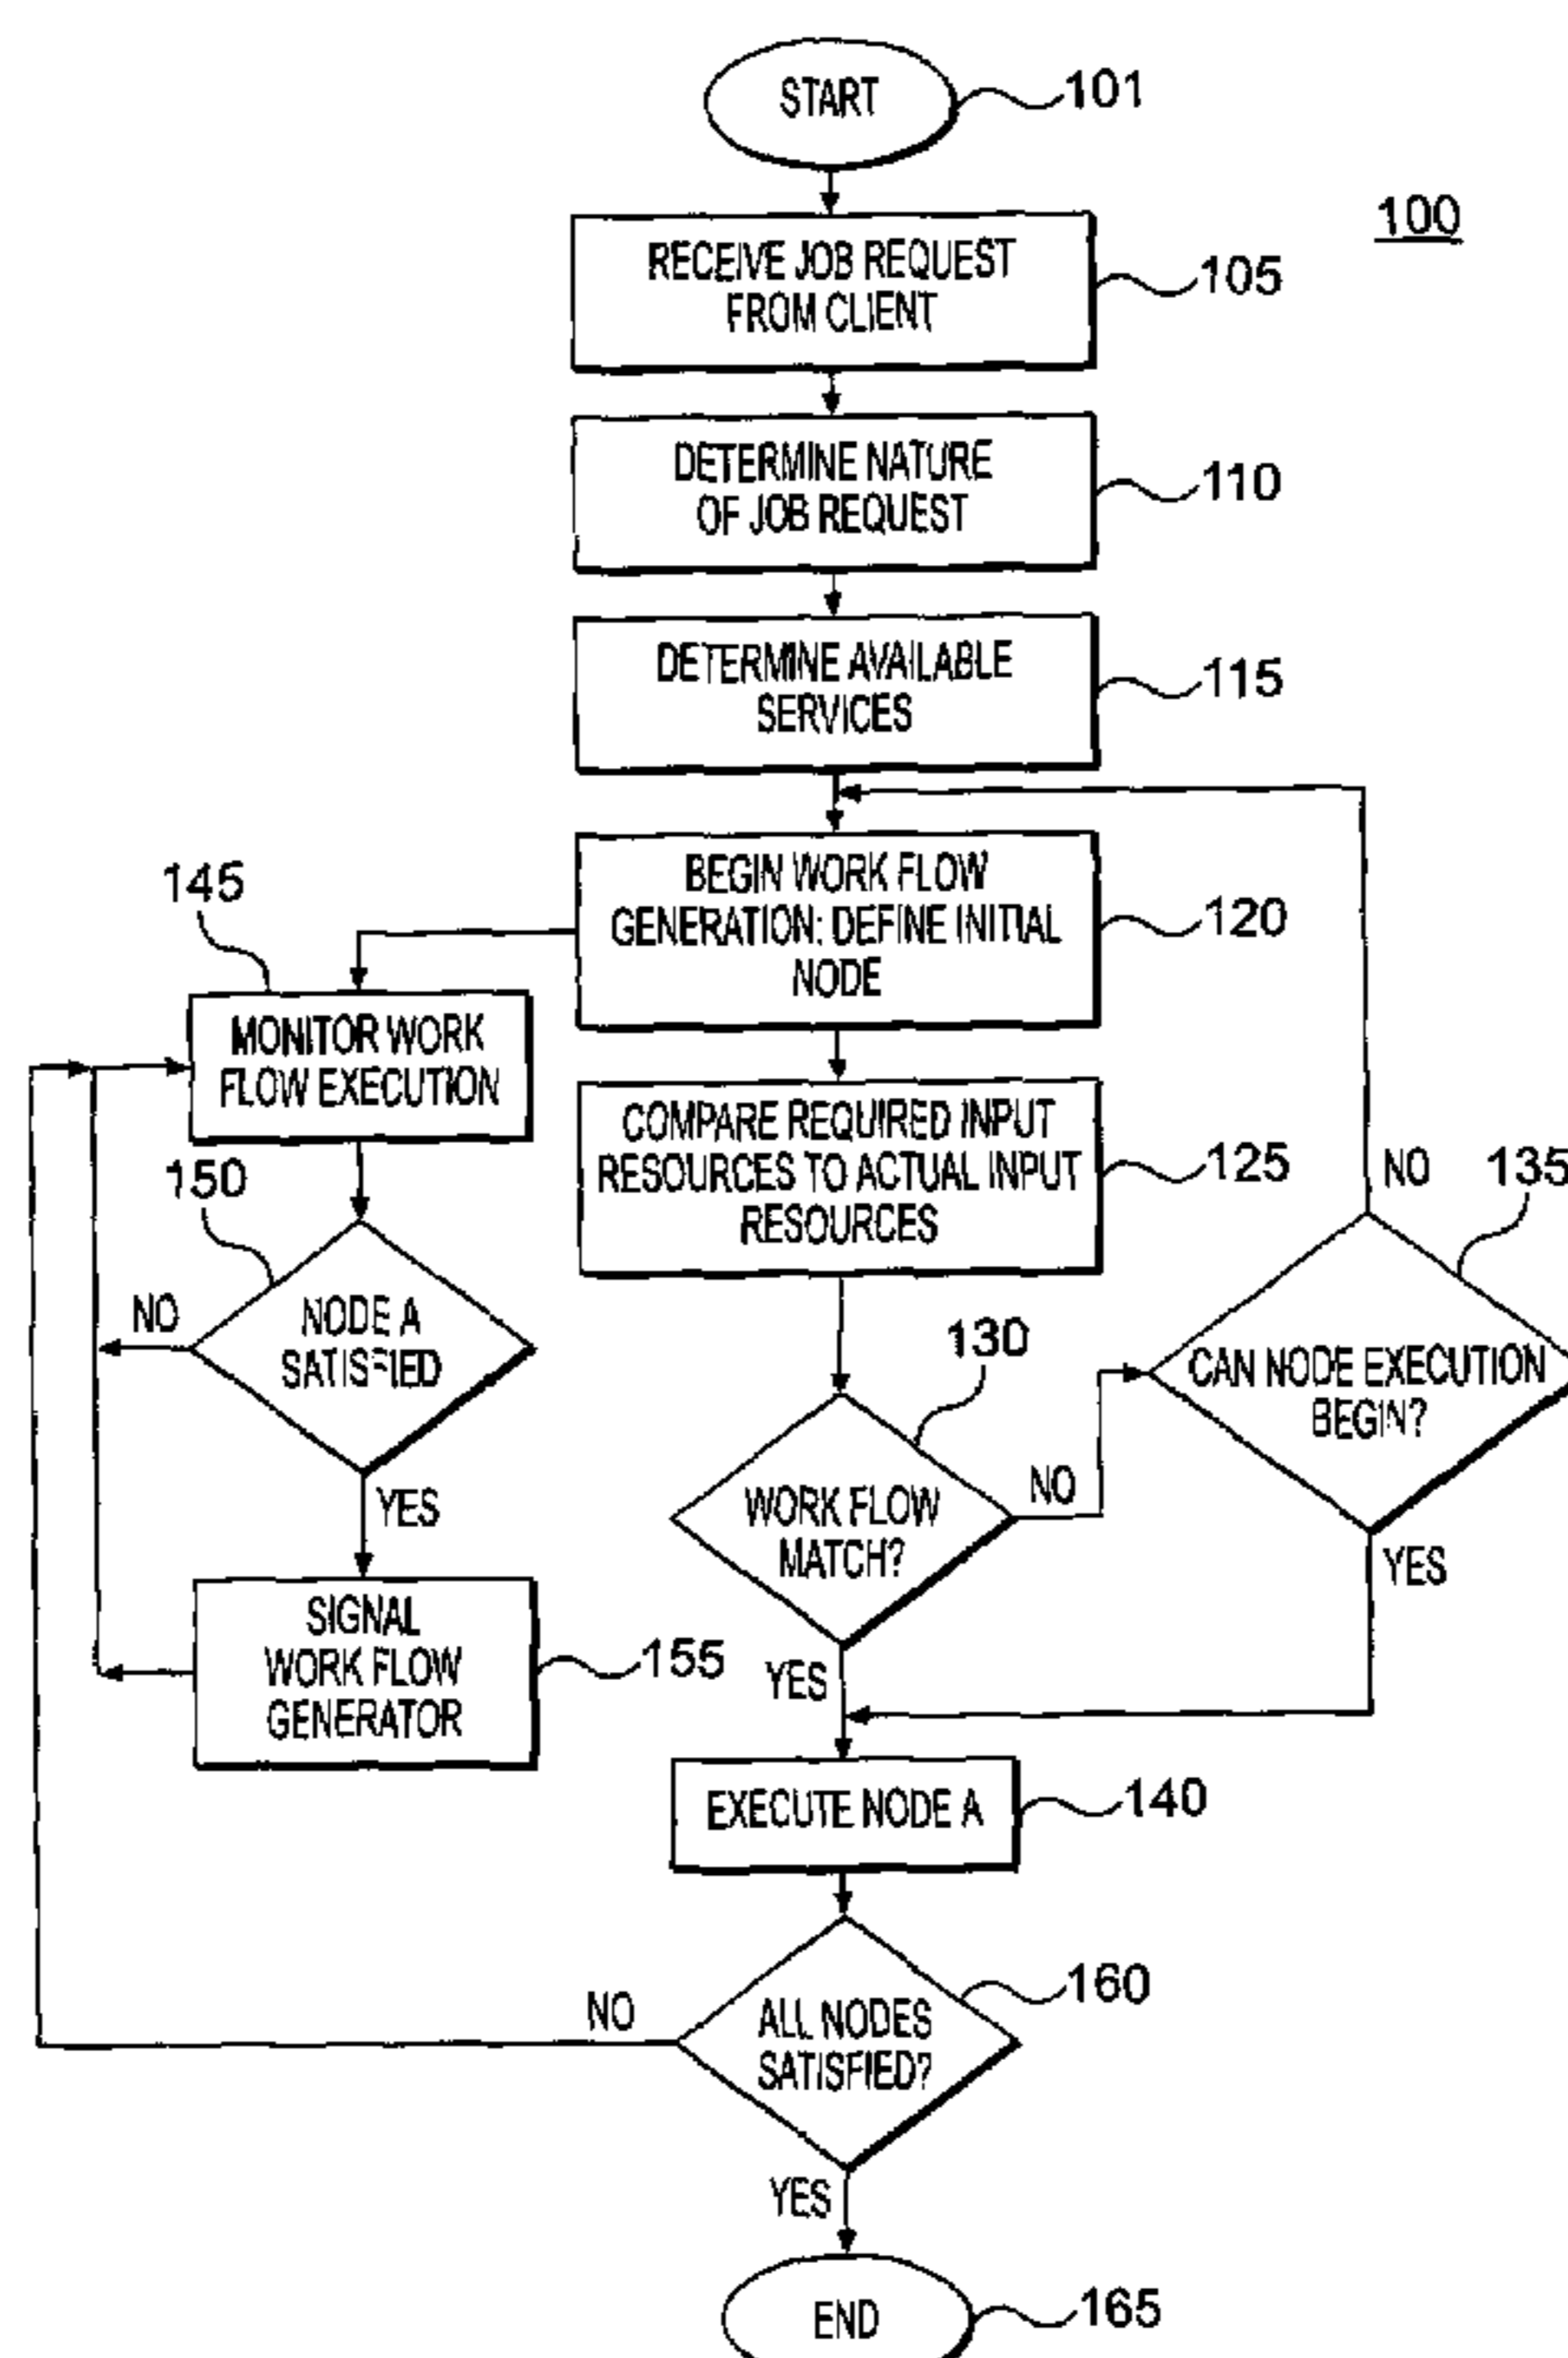 START
101
100
RECEIVE JOB REQUEST
FROM CLIENT
105
DETERMINE NATURE
OF JOB REQUEST
110
DETERMINE AVAILABLE
SERVICES
115
BEGIN WORK FLOW
GENERATION; DEFINE INITIAL
NODE
120
145
MONITOR WORK
FLOW EXECUTION
COMPARE REQUIRED INPUT
RESOURCES TO ACTUAL INPUT
RESOURCES
125
NO
135
150
NO
NODE A
SATISFIED
YES
130
CAN NODE EXECUTION
BEGIN?
WORK FLOW
MATCH?
NO
YES
YES
SIGNAL
WORK FLOW
GENERATOR
155
EXECUTE NODE A
140
NO
ALL NODES
SATISFIED?
160
YES
END
165